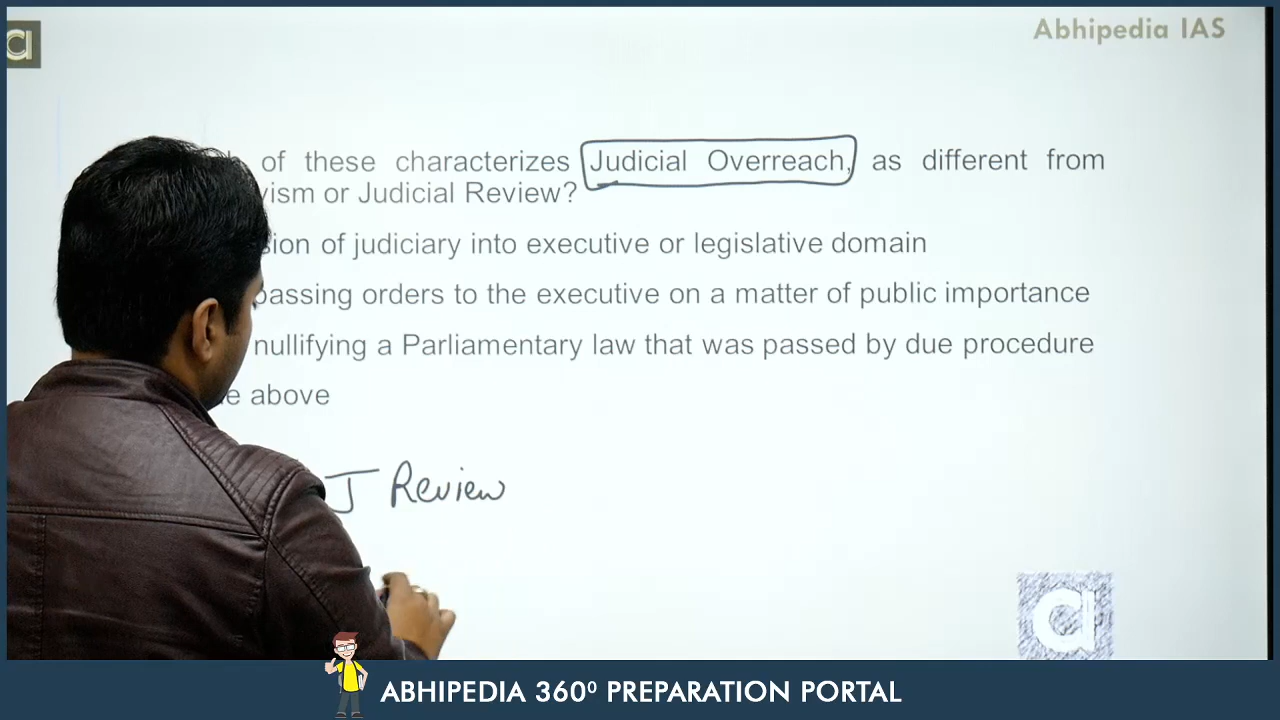 Abhipedia IAS
of these characterizes Judicial Overreach, as different from
or Judicial Review?
of judiciary into executive or legislative domain
passing orders to the executive on a matter of public importance
nullifying a Parliamentary law that was passed by due procedure
above
J Review
ABHIPEDIA 360⁰ PREPARATION PORTAL